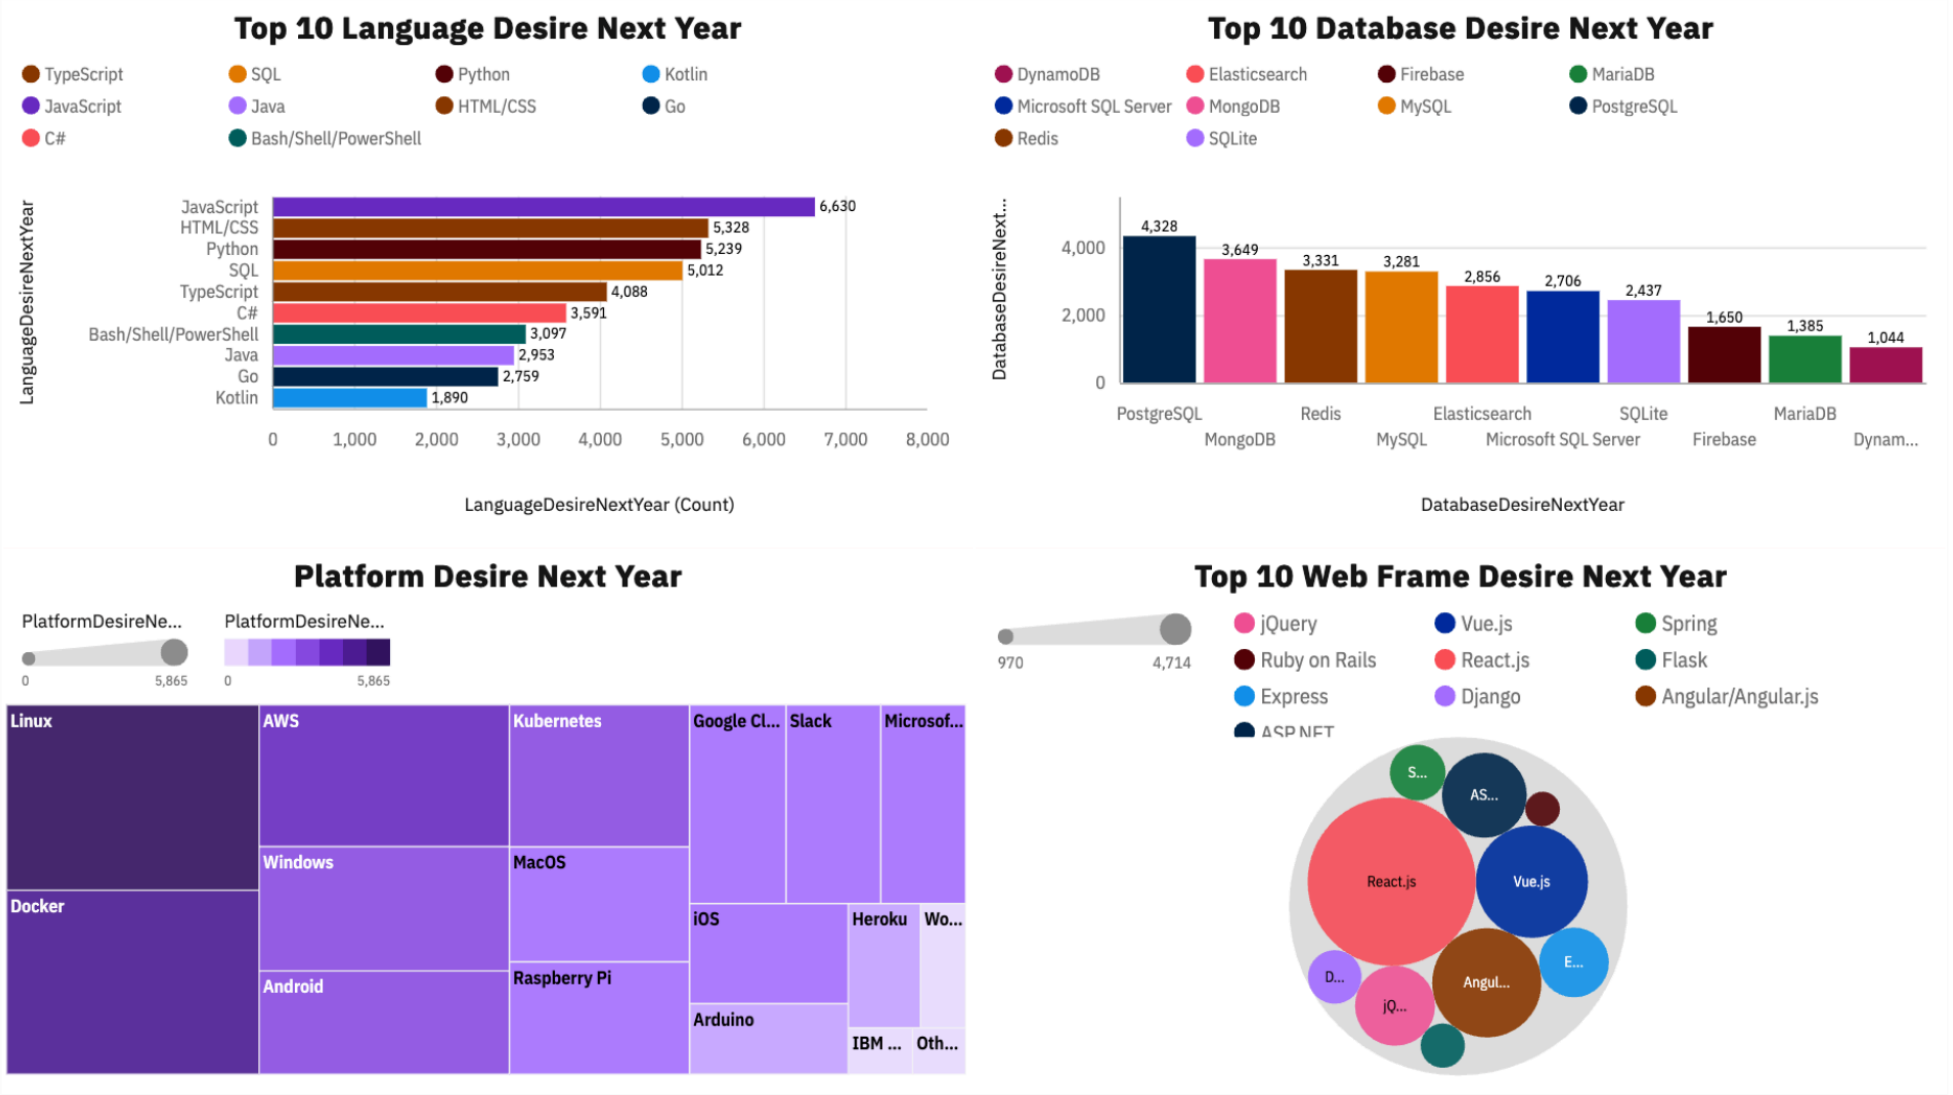 Top 10 Language Desire Next Year
TypeScript SQL Python Kotlin
JavaScript Java HTML/CSS Go
C# Bash/Shell/PowerShell
LanguageDesireNextYear
JavaScript 6,630
HTML/CSS 5,328
Python 5,239
SQL 5,012
TypeScript 4,088
C# 3,591
Bash/Shell/PowerShell 3,097
Java 2,953
Go 2,759
Kotlin 1,890
0 1,000 2,000 3,000 4,000 5,000 6,000 7,000 8,000
LanguageDesireNextYear (Count)
Top 10 Database Desire Next Year
DynamoDB Elasticsearch Firebase MariaDB
Microsoft SQL Server MongoDB MySQL PostgreSQL
Redis SQLite
DatabaseDesireNext...
4,000
2,000
0
4,328 3,649 3,331 3,281 2,856 2,706 2,437 1,650 1,385 1,044
PostgreSQL Redis Elasticsearch SQLite MariaDB
MongoDB MySQL Microsoft SQL Server Firebase Dynam...
DatabaseDesireNextYear
Platform Desire Next Year
PlatformDesireNe... PlatformDesireNe...
0 5,865 0 5,865
Linux AWS Kubernetes Google Cl... Slack Microsof...
Windows MacOS
Docker iOS Heroku Wo...
Android Raspberry Pi
Arduino IBM ... Oth...
Top 10 Web Frame Desire Next Year
970 4,714
jQuery Vue.js Spring
Ruby on Rails React.js Flask
Express Django Angular/Angular.js
ASP.NET
S...
AS...
React.js Vue.js
E...
D... Angul...
jQ...